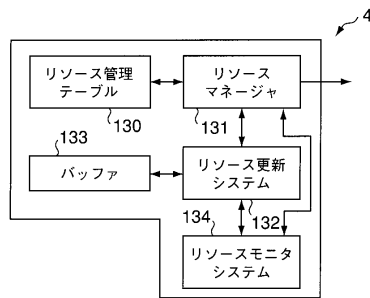 4
リソース管理
テーブル
130
リソース
マネージャ
131
133
バッファ
リソース更新
システム
132
134
リソースモニタ
システム